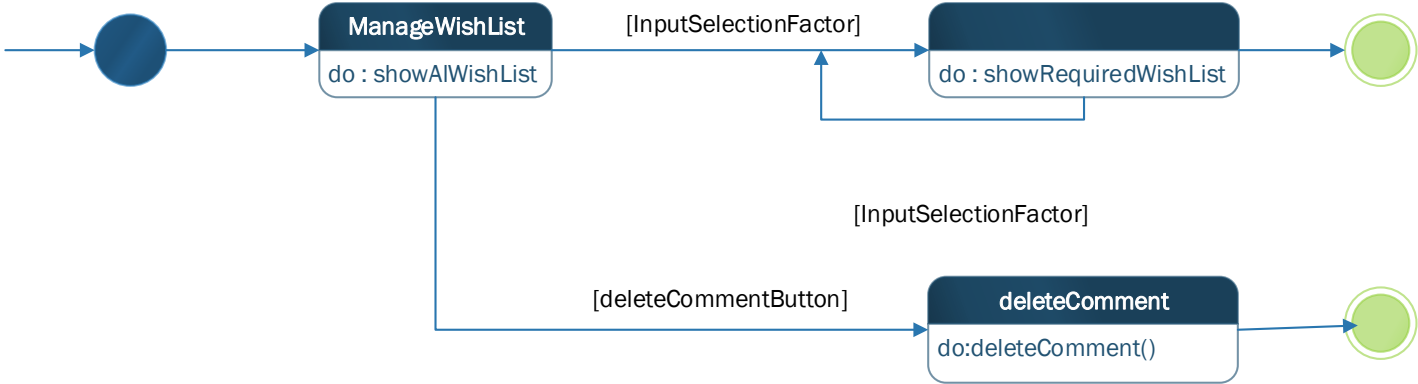 ManageWishList
do : showAlWishList
[InputSelectionFactor]
do : showRequiredWishList
[InputSelectionFactor]
[deleteCommentButton]
deleteComment
do:deleteComment()